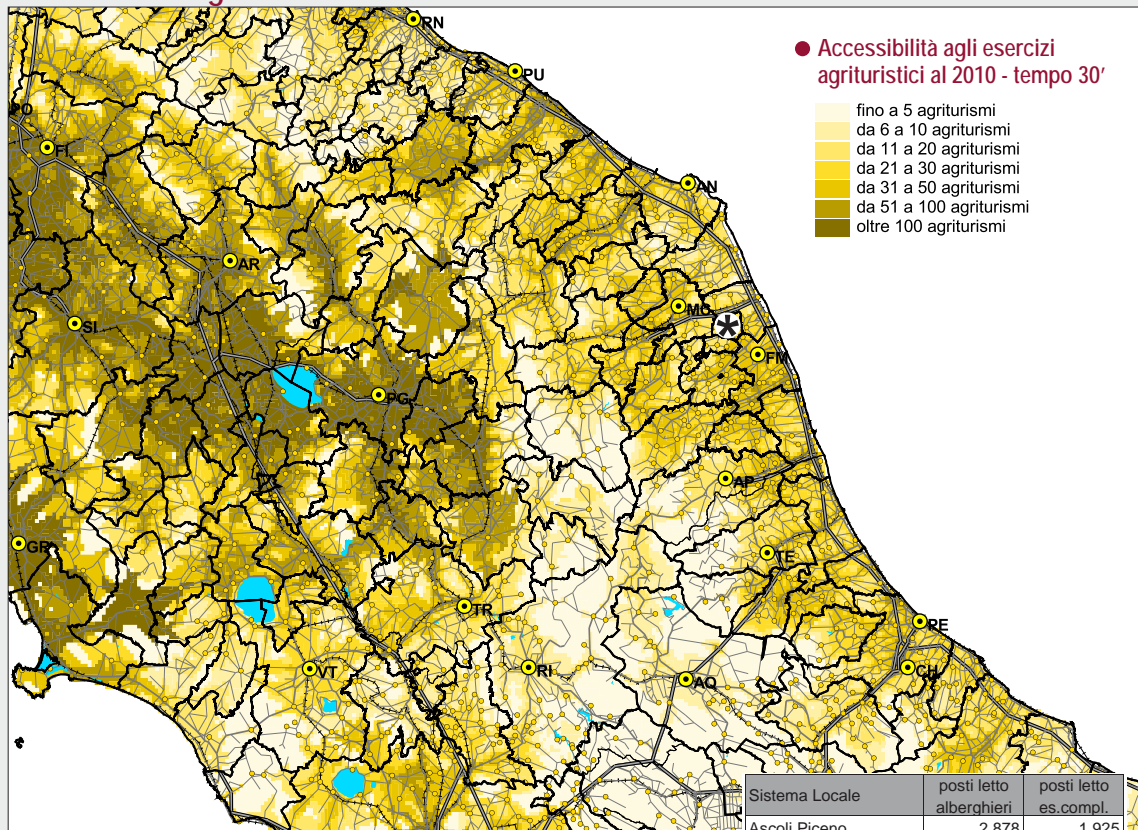 RN
● Accessibilità agli esercizi
agrituristici al 2010 - tempo 30'
PU
fino a 5 agriturismi
da 6 a 10 agriturismi
da 11 a 20 agriturismi
da 21 a 30 agriturismi
da 31 a 50 agriturismi
da 51 a 100 agriturismi
oltre 100 agriturismi
PO
FI
AN
AR
MC
*
SI
FM
PG
AP
GR
TE
TR
PE
VT
RI
AQ
CH
Sistema Locale posti letto alberghieri posti letto es.compl.
Ascoli Piceno 2.878 1.925